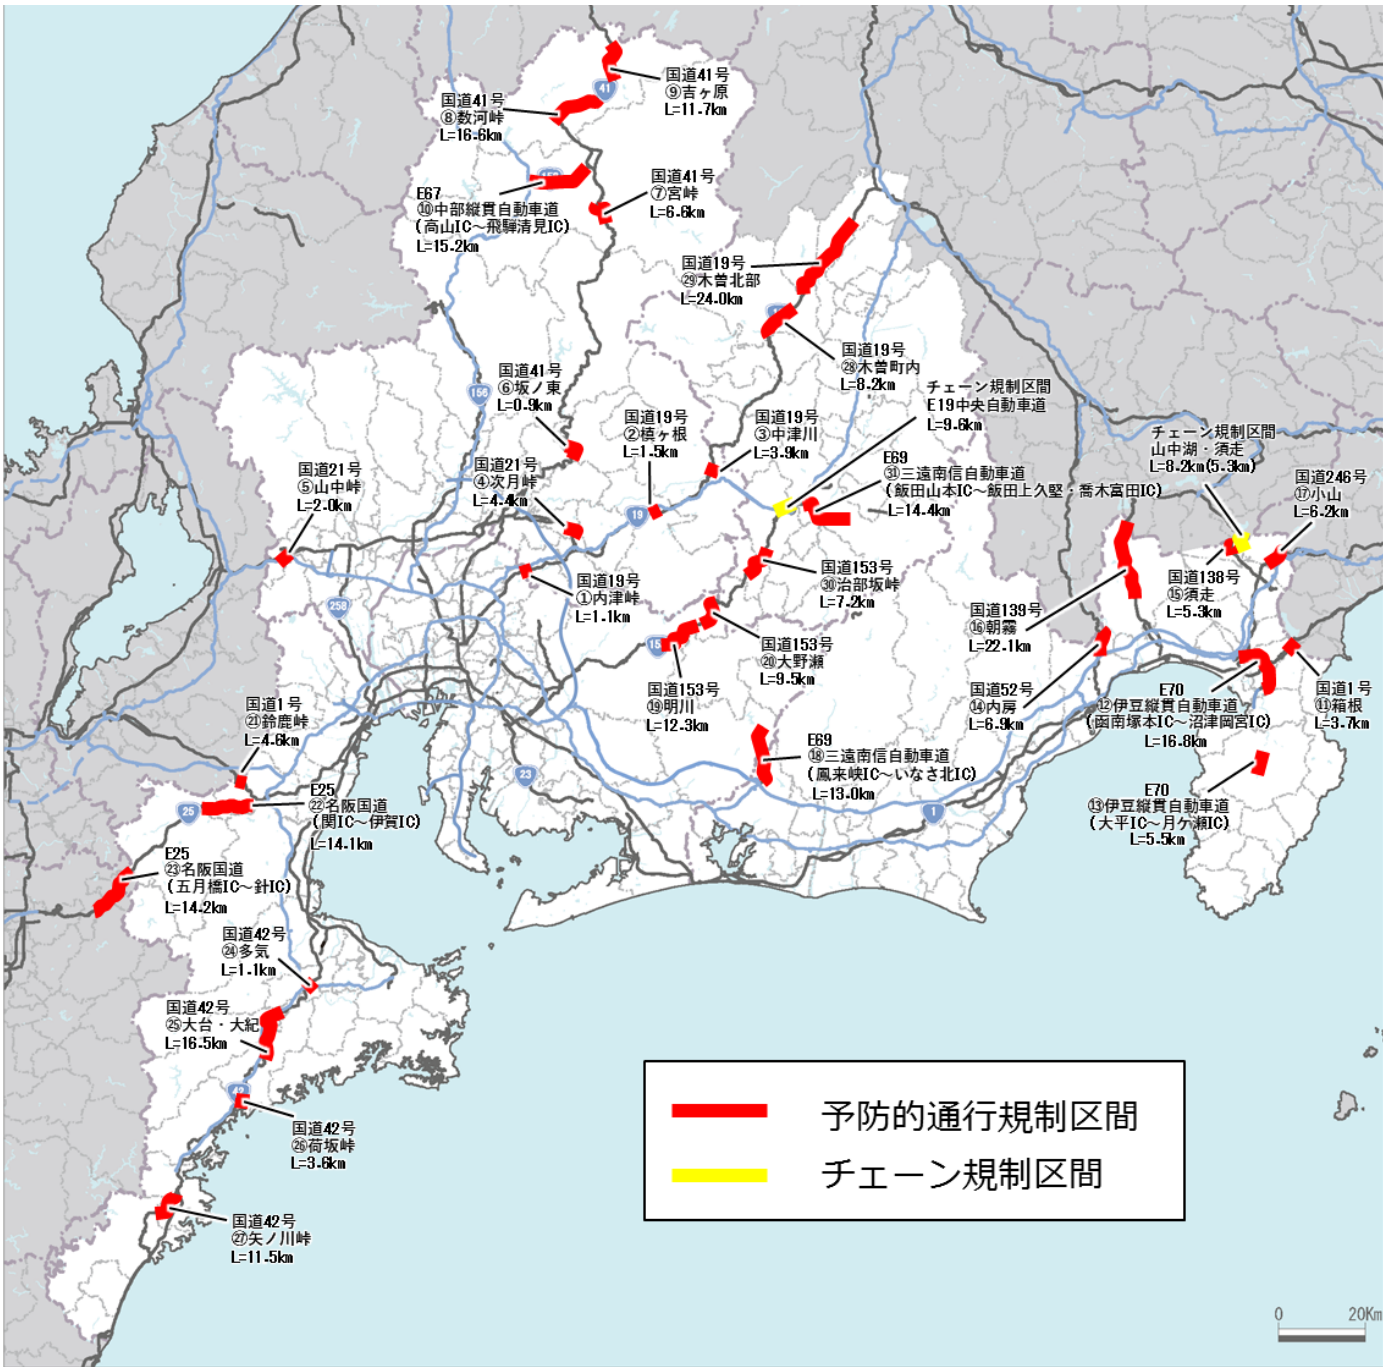 国道41号
⑨吉ヶ原
L=11.7km
41
国道41号
⑧数河峠
L=16.6km
国道41号
⑦宮峠
L=6.6km
E67
⑩中部縦貫自動車道
(高山IC～飛騨清見IC)
L=15.2km
国道19号
㉙木曽北部
L=24.0km
国道19号
㉘木曽町内
L=8.2km
国道41号
⑥坂ノ東
L=0.9km
156
チェーン規制区間
E19中央自動車道
L=9.6km
国道19号
②槙ヶ根
L=1.5km
国道19号
③中津川
L=3.9km
チェーン規制区間
山中湖・須走
L=8.2km(5.3km)
国道21号
⑤山中峠
L=2.0km
国道21号
④次月峠
L=4.4km
E69
㉛三遠南信自動車道
(飯田山本IC～飯田上久堅・喬木富田IC)
L=14.4km
国道246号
⑰小山
L=6.2km
19
国道19号
①内津峠
L=1.1km
国道153号
㉚治部坂峠
L=7.2km
国道138号
⑮須走
L=5.3km
258
国道139号
⑯朝霧
L=22.1km
15
国道153号
⑳大野瀬
L=9.5km
国道153号
⑲明川
L=12.3km
国道52号
⑭内房
L=6.9km
E70
⑫伊豆縦貫自動車道
(函南塚本IC～沼津岡宮IC)
L=16.8km
国道1号
⑪箱根
L=3.7km
国道1号
㉑鈴鹿峠
L=4.6km
E69
⑱三遠南信自動車道
(鳳来峡IC～いなさ北IC)
L=13.0km
23
1
E70
⑬伊豆縦貫自動車道
(大平IC～月ケ瀬IC)
L=5.5km
25
E25
㉒名阪国道
(関IC～伊賀IC)
L=14.1km
E25
㉓名阪国道
(五月橋IC～針IC)
L=14.2km
国道42号
㉔多気
L=1.1km
国道42号
㉕大台・大紀
L=16.5km
42
国道42号
㉖荷坂峠
L=3.6km
国道42号
㉗矢ノ川峠
L=11.5km
予防的通行規制区間
チェーン規制区間
0 20Km